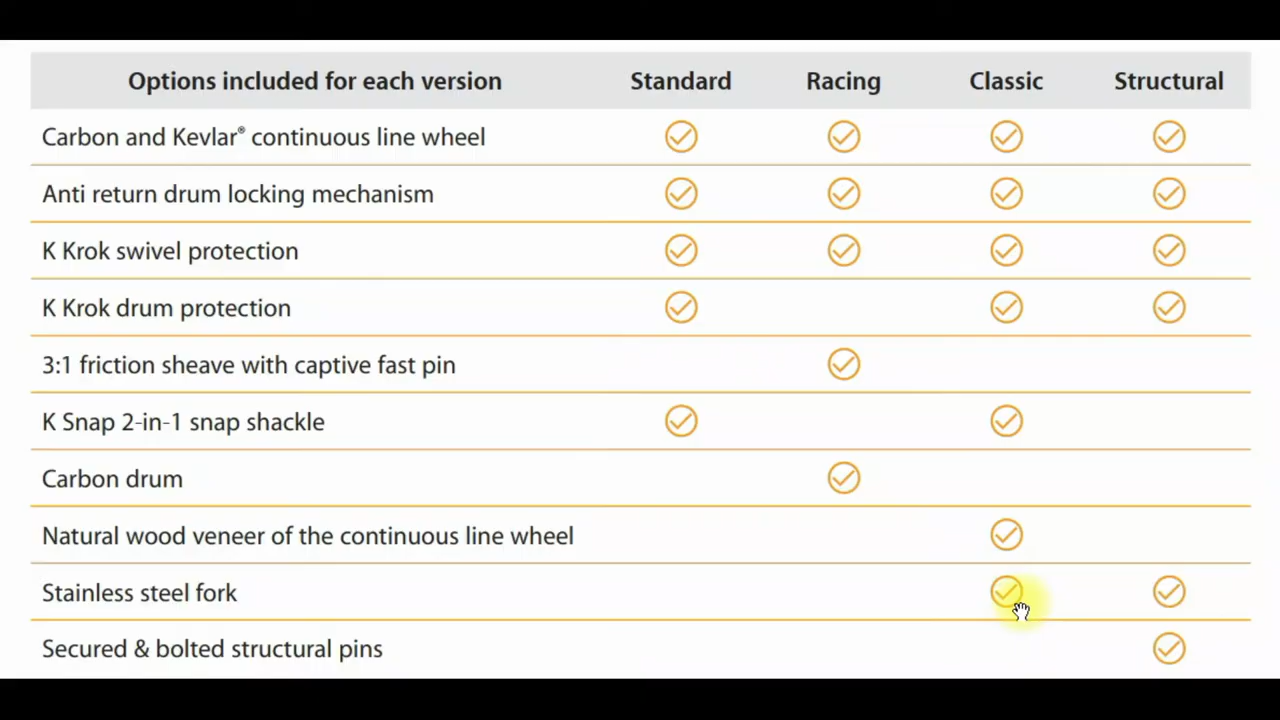 Options included for each version Standard Racing Classic Structural
Carbon and Kevlar® continuous line wheel
Anti return drum locking mechanism
K Krok swivel protection
K Krok drum protection
3:1 friction sheave with captive fast pin
K Snap 2-in-1 snap shackle
Carbon drum
Natural wood veneer of the continuous line wheel
Stainless steel fork
Secured & bolted structural pins